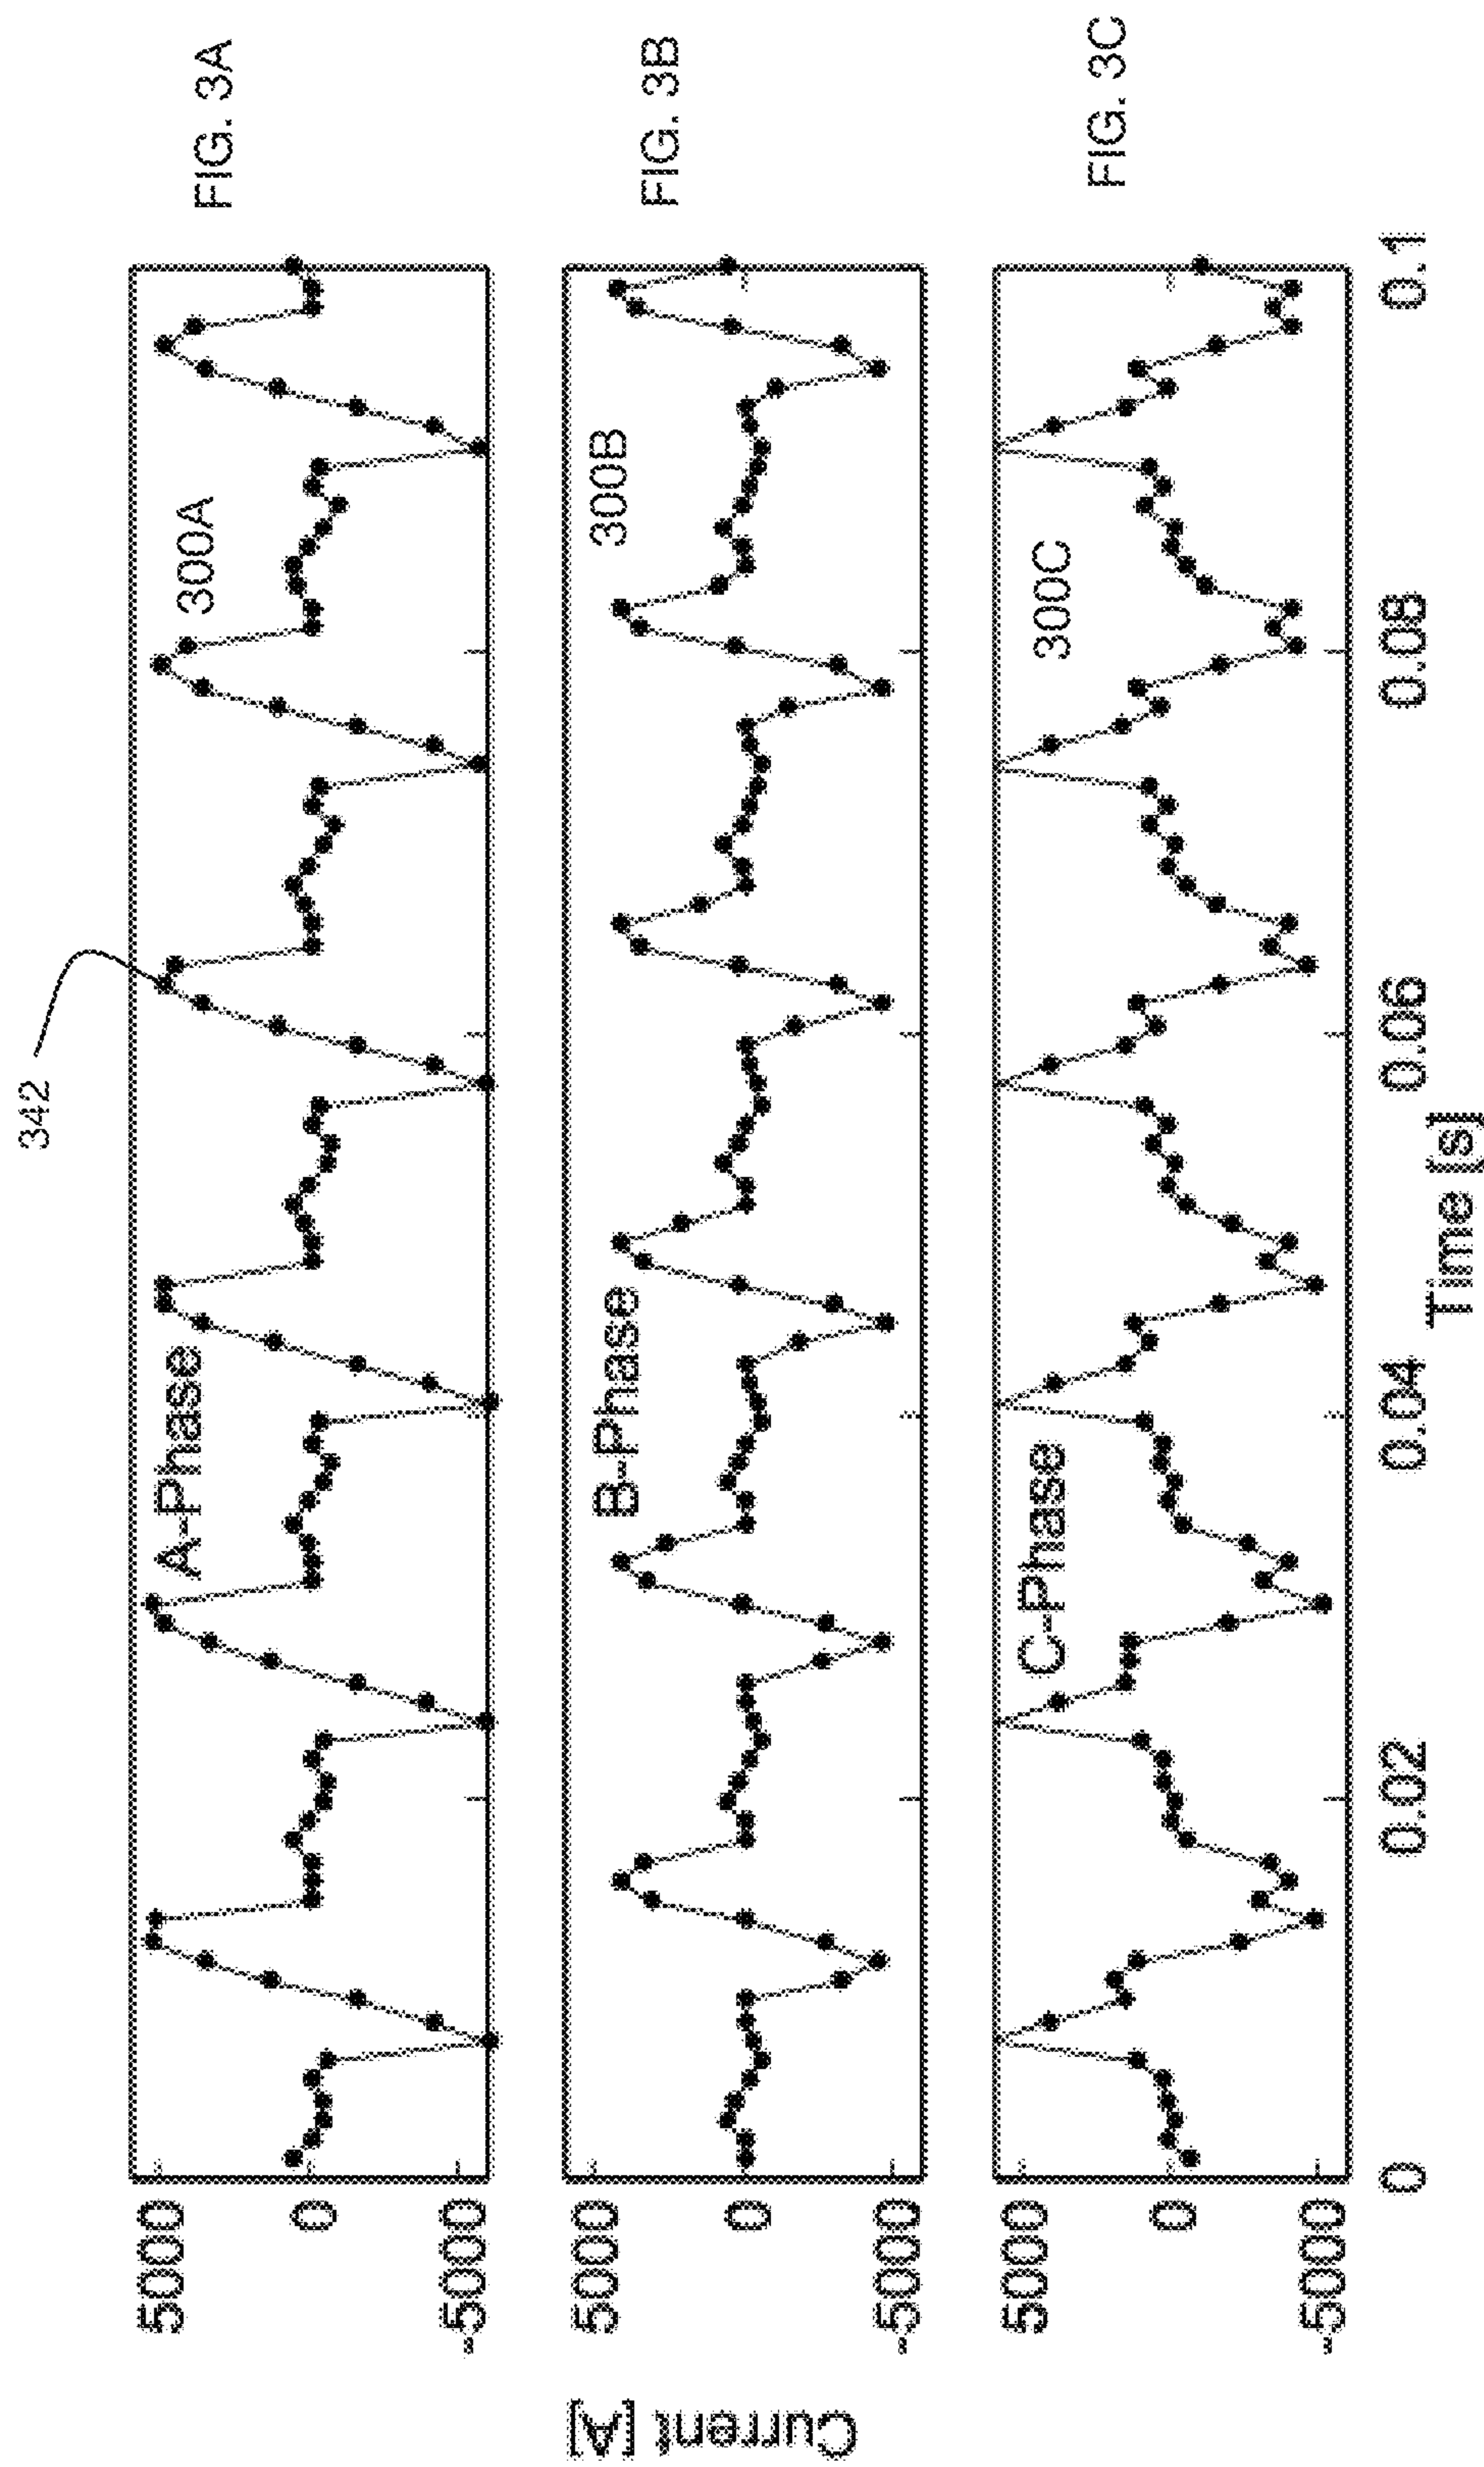 342
5000
0
-5000
A-Phase
300A
FIG. 3A
Current [A]
5000
0
-5000
B-Phase
300B
FIG. 3B
5000
0
-5000
C-Phase
300C
FIG. 3C
0
0.02
0.04
0.06
0.08
0.1
Time [s]